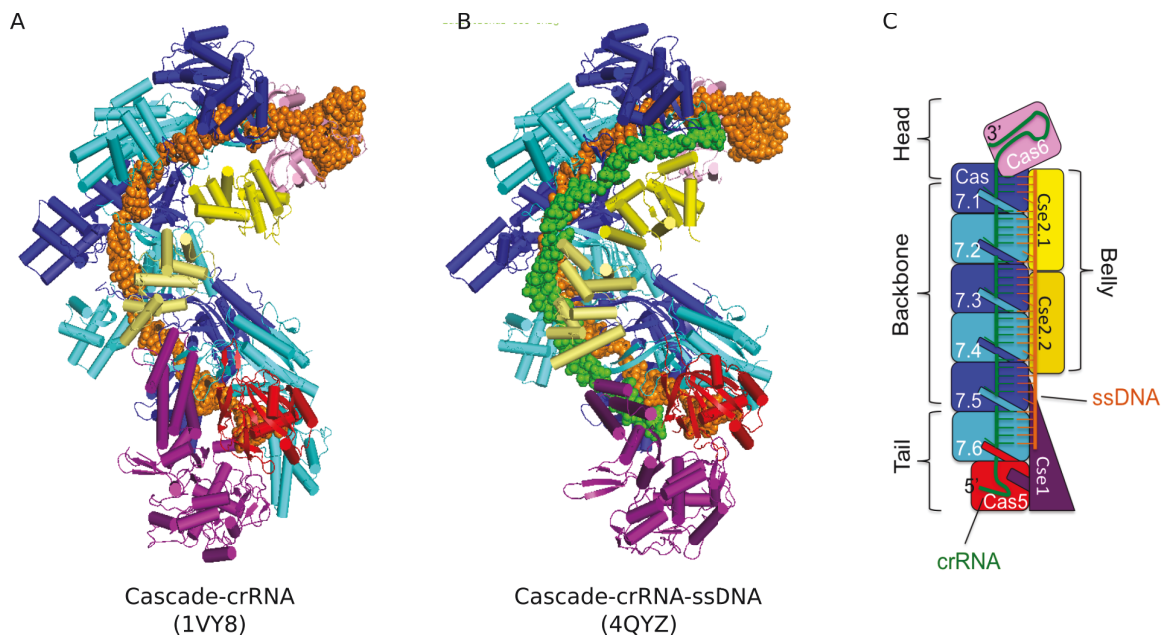 A
B
C
Cascade-crRNA
(1VY8)
Cascade-crRNA-ssDNA
(4QYZ)
Head
Backbone
Tail
Belly
3'
Cas6
Cas
7.1
7.2
7.3
7.4
7.5
7.6
Cse2.1
Cse2.2
ssDNA
Cse1
5'
Cas5
crRNA